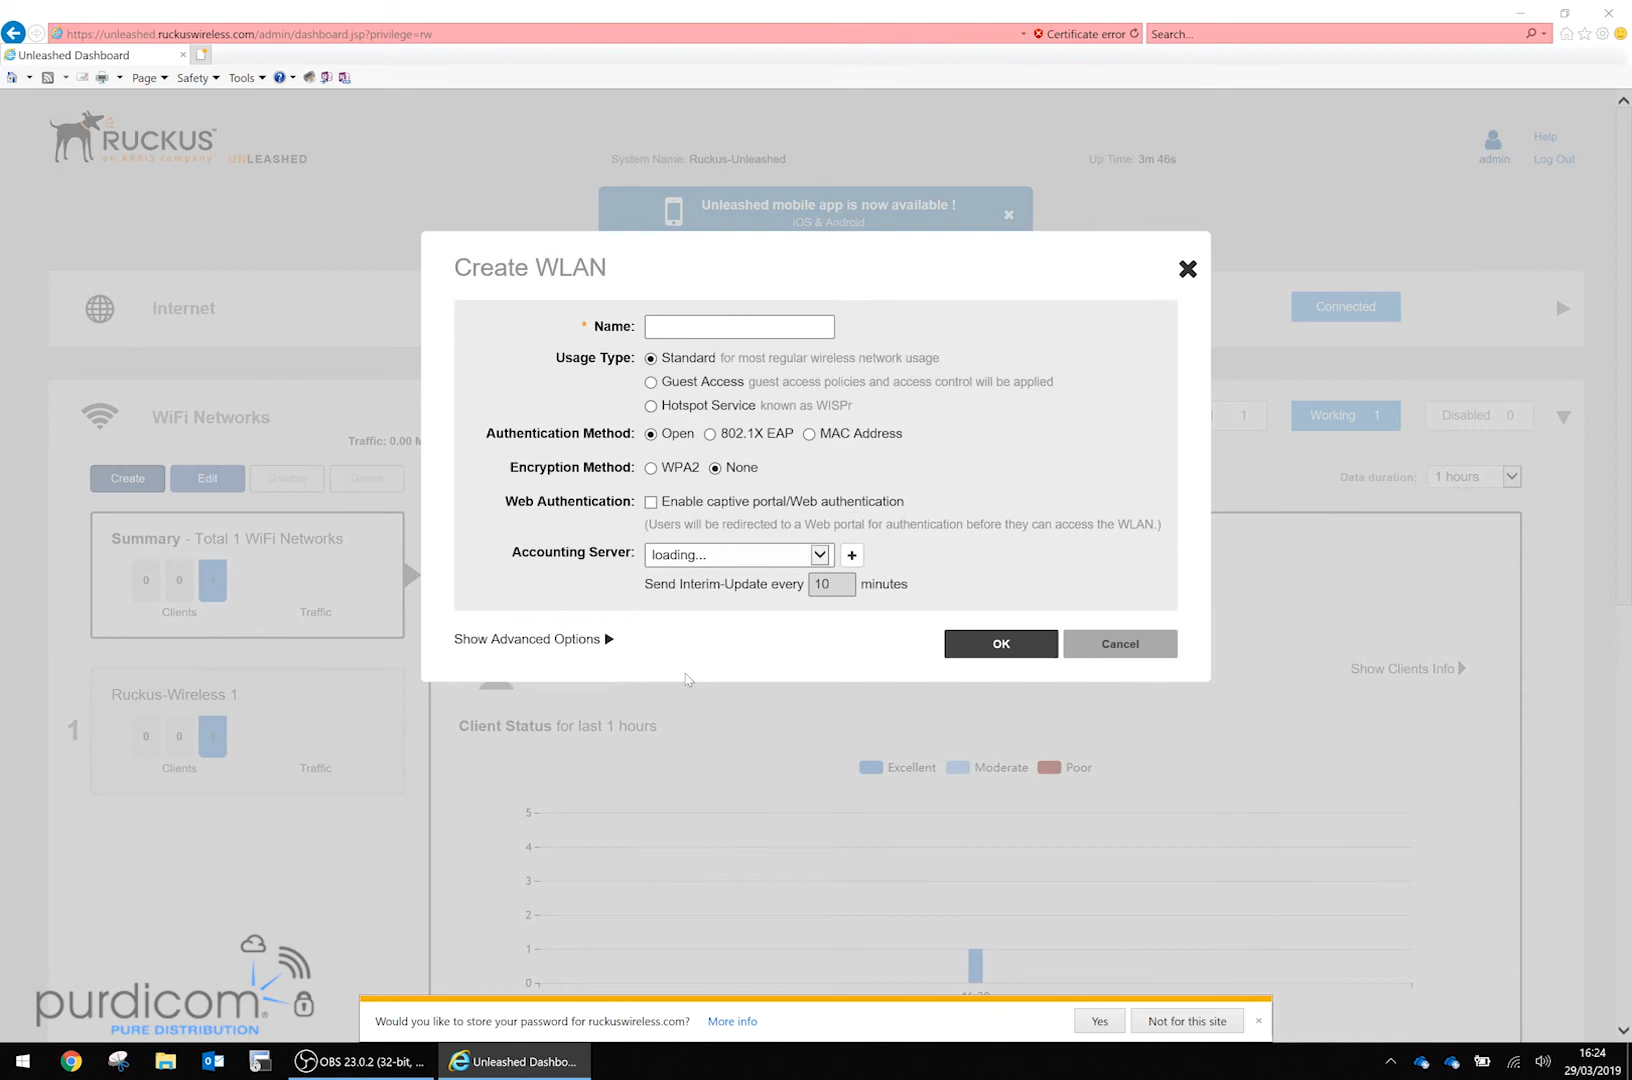 https://unleashed.ruckuswireless.com/admin/dashboard.jsp?privilege=rw
Certificate error
Search...
Unleashed Dashboard
Page
Safety
Tools
RUCKUS
an ARRIS company
UNLEASHED
System Name: Ruckus-Unleashed
Up Time: 3m 46s
admin
Help
Log Out
Unleashed mobile app is now available !
iOS & Android
Create WLAN
Internet
Connected
* Name:
Usage Type: Standard for most regular wireless network usage
Guest Access guest access policies and access control will be applied
Hotspot Service known as WISPr
Authentication Method: Open 802.1X EAP MAC Address
Encryption Method: WPA2 None
Web Authentication: Enable captive portal/Web authentication
(Users will be redirected to a Web portal for authentication before they can access the WLAN.)
Accounting Server: loading... +
Send Interim-Update every 10 minutes
Show Advanced Options
OK
Cancel
WiFi Networks
1
Working 1
Disabled 0
Traffic: 0.00 M
Create
Edit
Disable
Delete
Data duration: 1 hours
Summary - Total 1 WiFi Networks
0 0
Clients
Traffic
Show Clients Info
Ruckus-Wireless 1
1
0 0
Clients
Traffic
Client Status for last 1 hours
Excellent
Moderate
Poor
5
4
3
2
1
0
purdicom
PURE DISTRIBUTION
Would you like to store your password for ruckuswireless.com?
More info
Yes
Not for this site
OBS 23.0.2 (32-bit, ...
Unleashed Dashbo...
16:24
29/03/2019